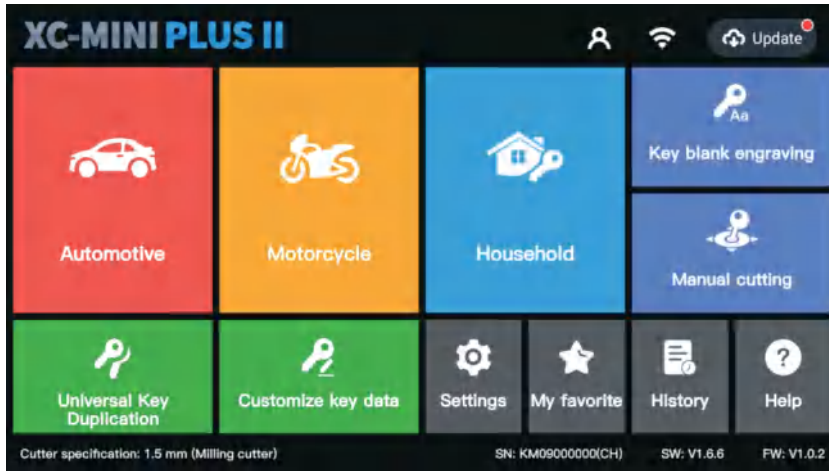 XC-MINI PLUS II
Update
Automotive
Motorcycle
Household
Aa
Key blank engraving
Manual cutting
Universal Key
Duplication
Customize key data
Settings
My favorite
History
?
Help
Cutter specification: 1.5 mm (Milling cutter)
SN: KM09000000(CH)
SW: V1.6.6
FW: V1.0.2